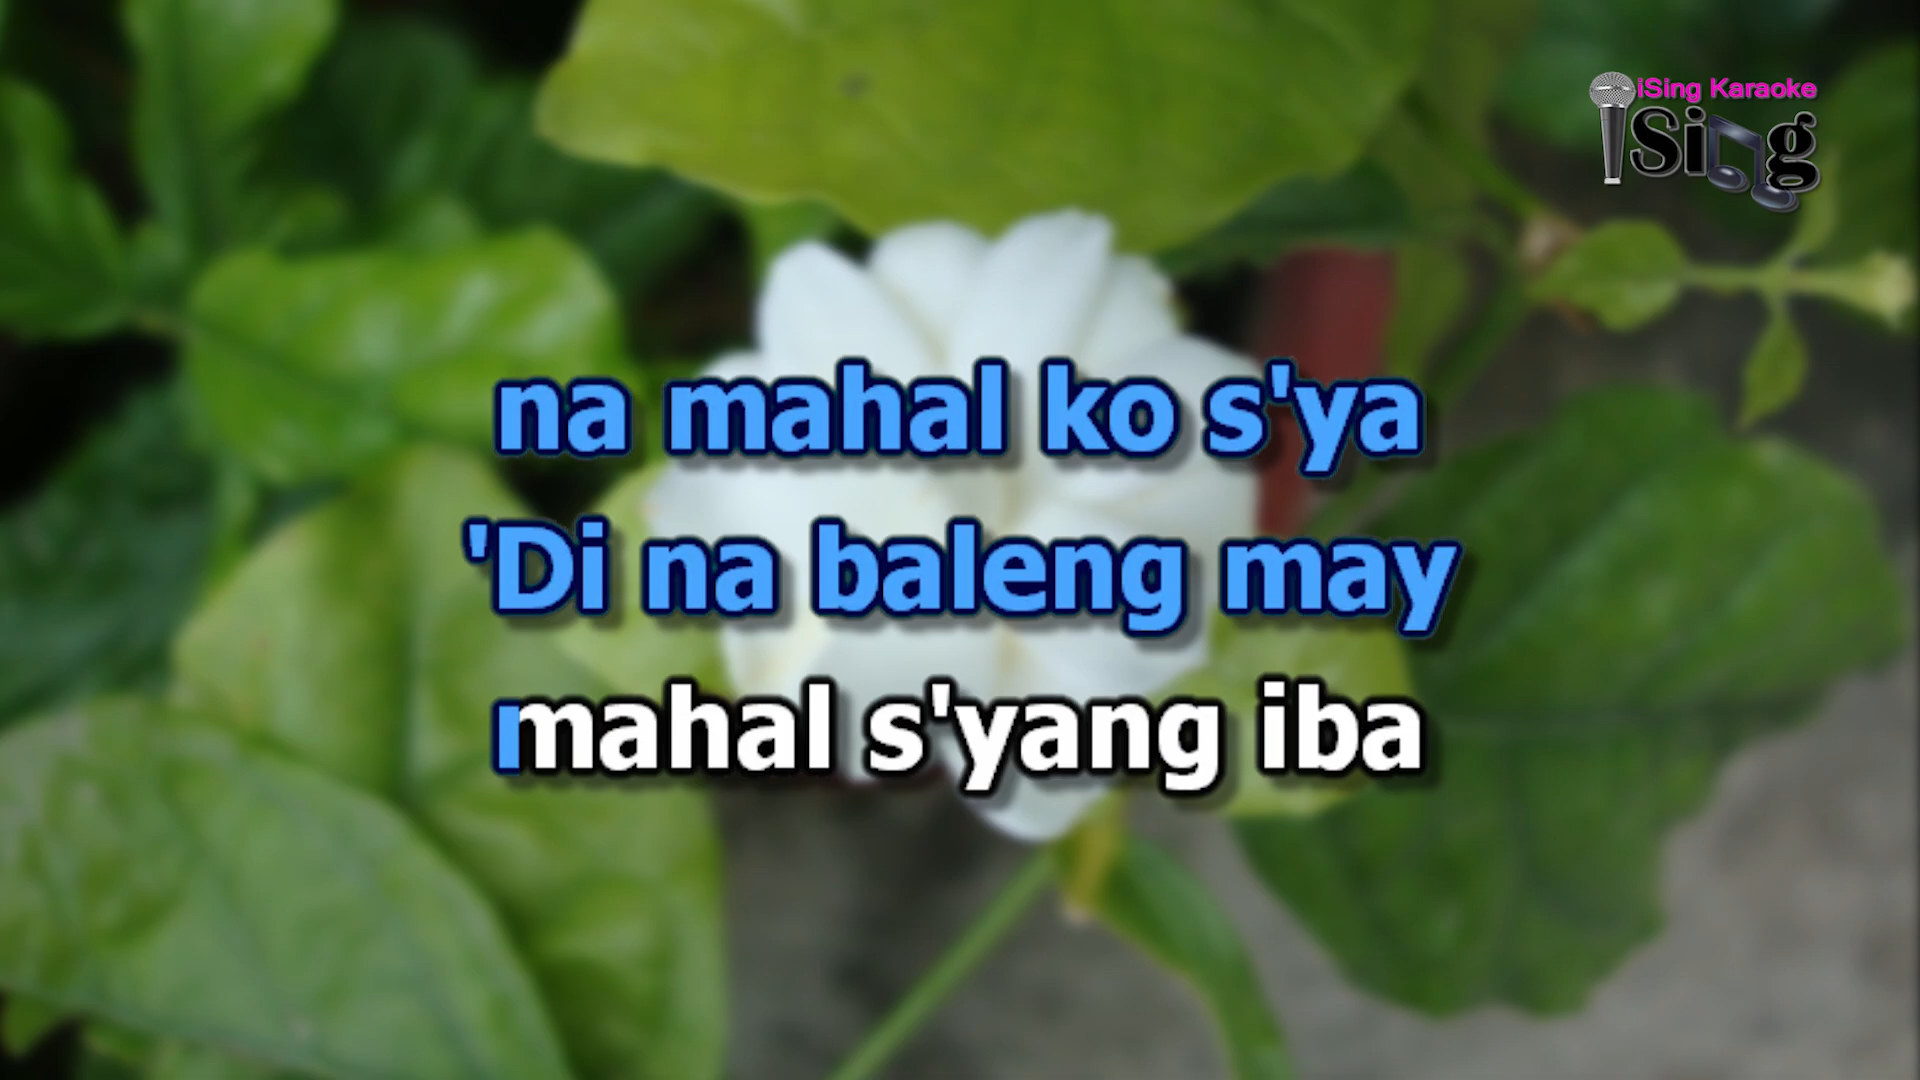 iSing Karaoke
iSing
na mahal ko s'ya
'Di na baleng may
mahal s'yang iba